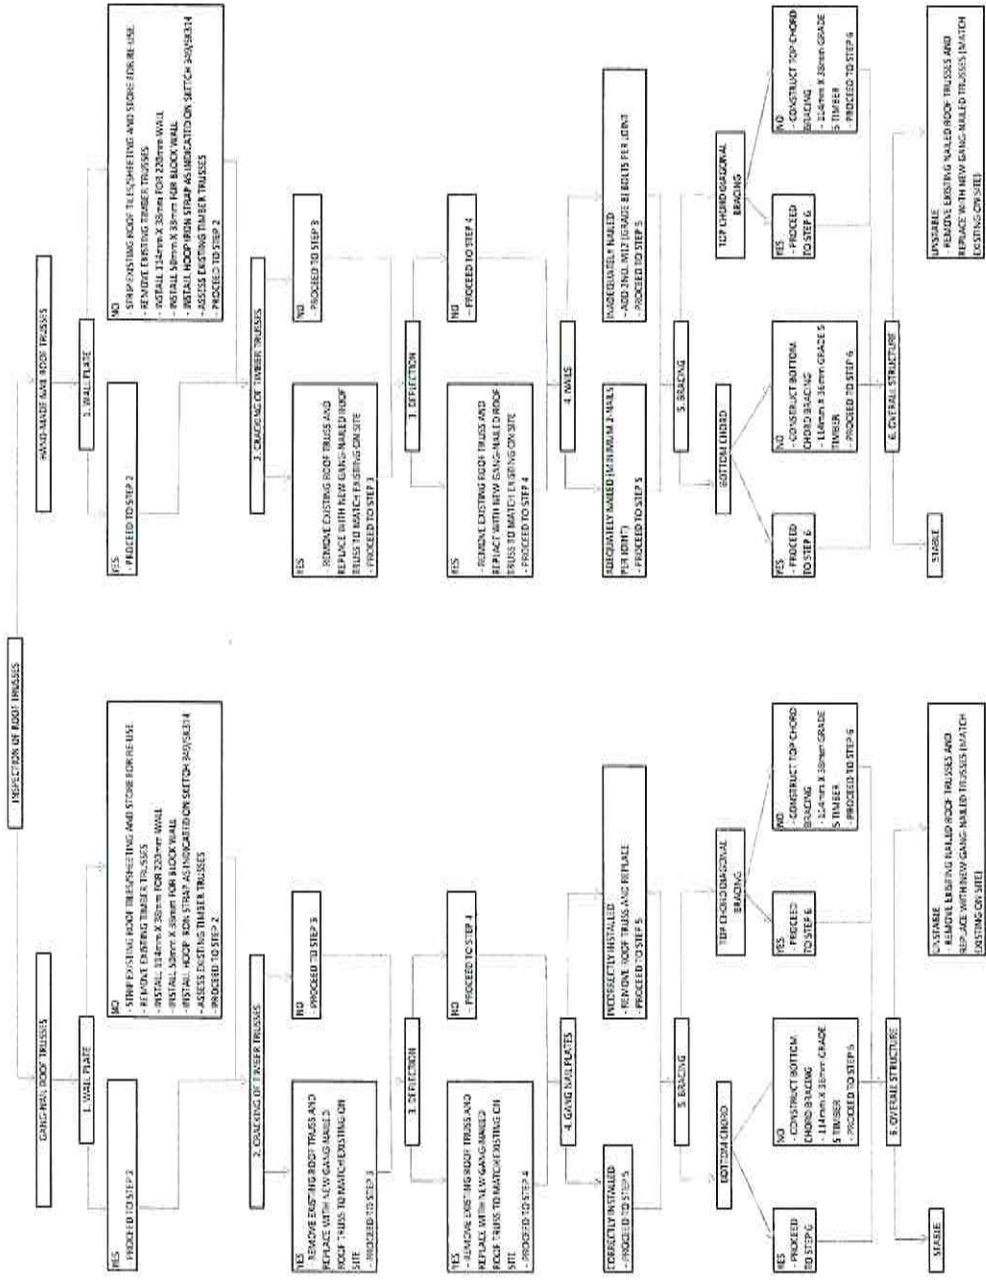 INSPECTION OF ROOF TRUSSES
GANG-NAIL ROOF TRUSSES
1. WALL PLATE
YES
PROCEED TO STEP 2
NO
- STRIP EXISTING ROOF TILES/SHEETING AND STORE FOR RE-USE
- REMOVE EXISTING TIMBER TRUSSES
- INSTALL 114mm X 38mm FOR 220mm WALL
- INSTALL 50mm X 38mm FOR BLOCK WALL
- INSTALL HOOP IRON STRAP AS INDICATED ON SKETCH 349/SK314
- ASSESS EXISTING TIMBER TRUSSES
- PROCEED TO STEP 2
2. CRACKING OF TIMBER TRUSSES
YES
- REMOVE EXISTING ROOF TRUSS AND
REPLACE WITH NEW GANG-NAILED
ROOF TRUSS TO MATCH EXISTING ON
SITE
- PROCEED TO STEP 3
NO
- PROCEED TO STEP 3
3. DEFLECTION
YES
- REMOVE EXISTING ROOF TRUSS AND
REPLACE WITH NEW GANG-NAILED
ROOF TRUSS TO MATCH EXISTING ON
SITE
- PROCEED TO STEP 4
NO
- PROCEED TO STEP 4
4. GANG NAIL PLATES
CORRECTLY INSTALLED
- PROCEED TO STEP 5
INCORRECTLY INSTALLED
- REMOVE ROOF TRUSS AND REPLACE
- PROCEED TO STEP 5
5. BRACING
BOTTOM CHORD
YES
- PROCEED
TO STEP 6
NO
- CONSTRUCT BOTTOM
CHORD BRACING
- 114mm X 38mm GRADE
5 TIMBER
- PROCEED TO STEP 6
TOP CHORD DIAGONAL
BRACING
YES
- PROCEED
TO STEP 6
NO
- CONSTRUCT TOP CHORD
BRACING
- 114mm X 38mm GRADE
5 TIMBER
- PROCEED TO STEP 6
6. OVERALL STRUCTURE
STABLE
UNSTABLE
- REMOVE EXISTING NAILED ROOF TRUSSES AND
REPLACE WITH NEW GANG-NAILED TRUSSES (MATCH
EXISTING ON SITE)
HAND-MADE NAIL ROOF TRUSSES
1. WALL PLATE
YES
- PROCEED TO STEP 2
NO
- STRIP EXISTING ROOF TILES/SHEETING AND STORE FOR RE-USE
- REMOVE EXISTING TIMBER TRUSSES
- INSTALL 114mm X 38mm FOR 220mm WALL
- INSTALL 50mm X 38mm FOR BLOCK WALL
- INSTALL HOOP IRON STRAP AS INDICATED ON SKETCH 349/SK314
- ASSESS EXISTING TIMBER TRUSSES
- PROCEED TO STEP 2
2. CRACKING OF TIMBER TRUSSES
YES
- REMOVE EXISTING ROOF TRUSS AND
REPLACE WITH NEW GANG-NAILED ROOF
TRUSS TO MATCH EXISTING ON SITE
- PROCEED TO STEP 3
NO
- PROCEED TO STEP 3
3. DEFLECTION
YES
- REMOVE EXISTING ROOF TRUSS AND
REPLACE WITH NEW GANG-NAILED ROOF
TRUSS TO MATCH EXISTING ON SITE
- PROCEED TO STEP 4
NO
- PROCEED TO STEP 4
4. NAILS
ADEQUATELY NAILED (MINIMUM 2-NAILS
PER JOINT)
- PROCEED TO STEP 5
INADEQUATELY NAILED
- ADD 2NO. M12 (GRADE 8) BOLTS PER JOINT
- PROCEED TO STEP 5
5. BRACING
BOTTOM CHORD
YES
- PROCEED
TO STEP 6
NO
- CONSTRUCT BOTTOM
CHORD BRACING
- 114mm X 38mm GRADE 5
TIMBER
- PROCEED TO STEP 6
TOP CHORD DIAGONAL
BRACING
YES
- PROCEED
TO STEP 6
NO
- CONSTRUCT TOP CHORD
BRACING
- 114mm X 38mm GRADE
5 TIMBER
- PROCEED TO STEP 6
6. OVERALL STRUCTURE
STABLE
UNSTABLE
- REMOVE EXISTING NAILED ROOF TRUSSES AND
REPLACE WITH NEW GANG-NAILED TRUSSES (MATCH
EXISTING ON SITE)